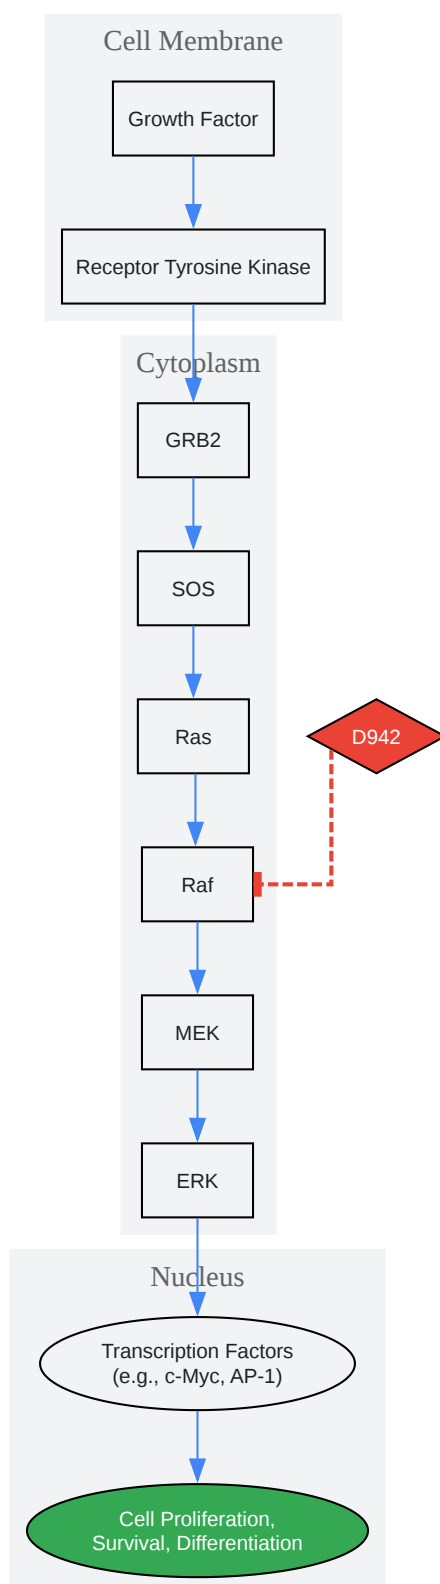 Cell Membrane
Growth Factor
Receptor Tyrosine Kinase
Cytoplasm
GRB2
SOS
Ras
D942
Raf
MEK
ERK
Nucleus
Transcription Factors
(e.g., c-Myc, AP-1)
Cell Proliferation,
Survival, Differentiation